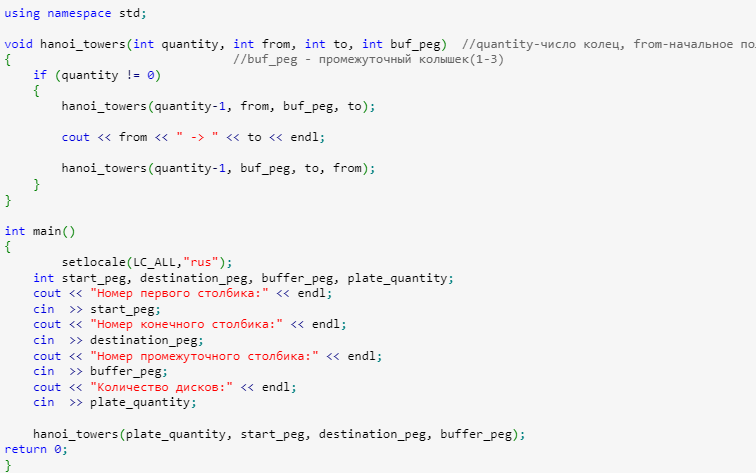 using namespace std;
void hanoi_towers(int quantity, int from, int to, int buf_peg)  //quantity-число колец, from-начальное
{                               //buf_peg - промежуточный колышек(1-3)
    if (quantity != 0)
    {
        hanoi_towers(quantity-1, from, buf_peg, to);
        cout << from << " -> " << to << endl;
        hanoi_towers(quantity-1, buf_peg, to, from);
    }
}
int main()
{
        setlocale(LC_ALL,"rus");
    int start_peg, destination_peg, buffer_peg, plate_quantity;
    cout << "Номер первого столбика:" << endl;
    cin  >> start_peg;
    cout << "Номер конечного столбика:" << endl;
    cin  >> destination_peg;
    cout << "Номер промежуточного столбика:" << endl;
    cin  >> buffer_peg;
    cout << "Количество дисков:" << endl;
    cin  >> plate_quantity;
    hanoi_towers(plate_quantity, start_peg, destination_peg, buffer_peg);
return 0;
}